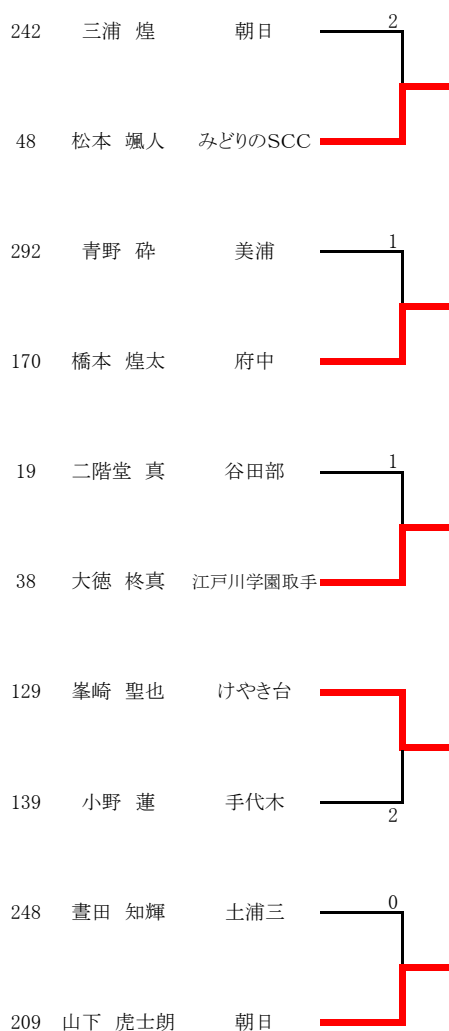 242 三浦 煌 朝日 2
48 松本 颯人 みどりのSCC
292 青野 砕 美浦 1
170 橋本 煌太 府中
19 二階堂 真 谷田部 1
38 大徳 柊真 江戸川学園取手
129 峯崎 聖也 けやき台
139 小野 蓮 手代木 2
248 晝田 知輝 土浦三 0
209 山下 虎士朗 朝日